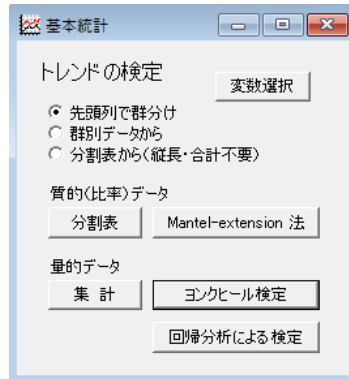 基本統計
トレンドの検定
変数選択
先頭列で群分け
群別データから
分割表から(縦長・合計不要)
質的(比率)データ
分割表 Mantel-extension 法
量的データ
集 計 ヨンクヒール検定
回帰分析による検定